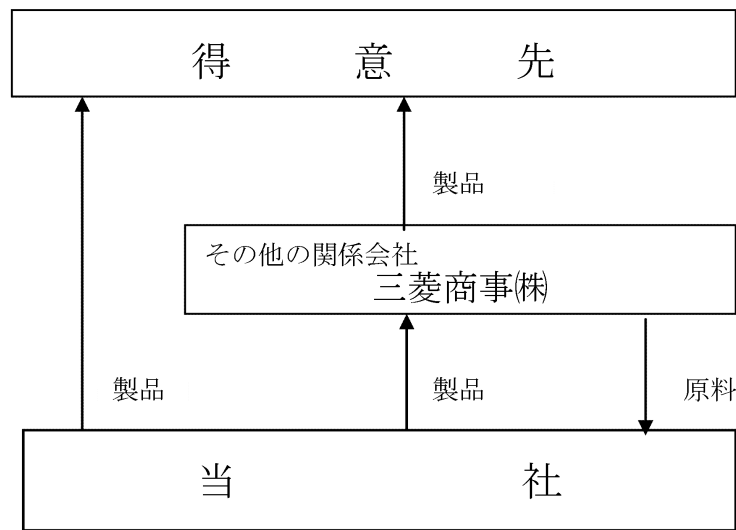 得意先
製品
その他の関係会社
三菱商事㈱
製品
製品
原料
当社